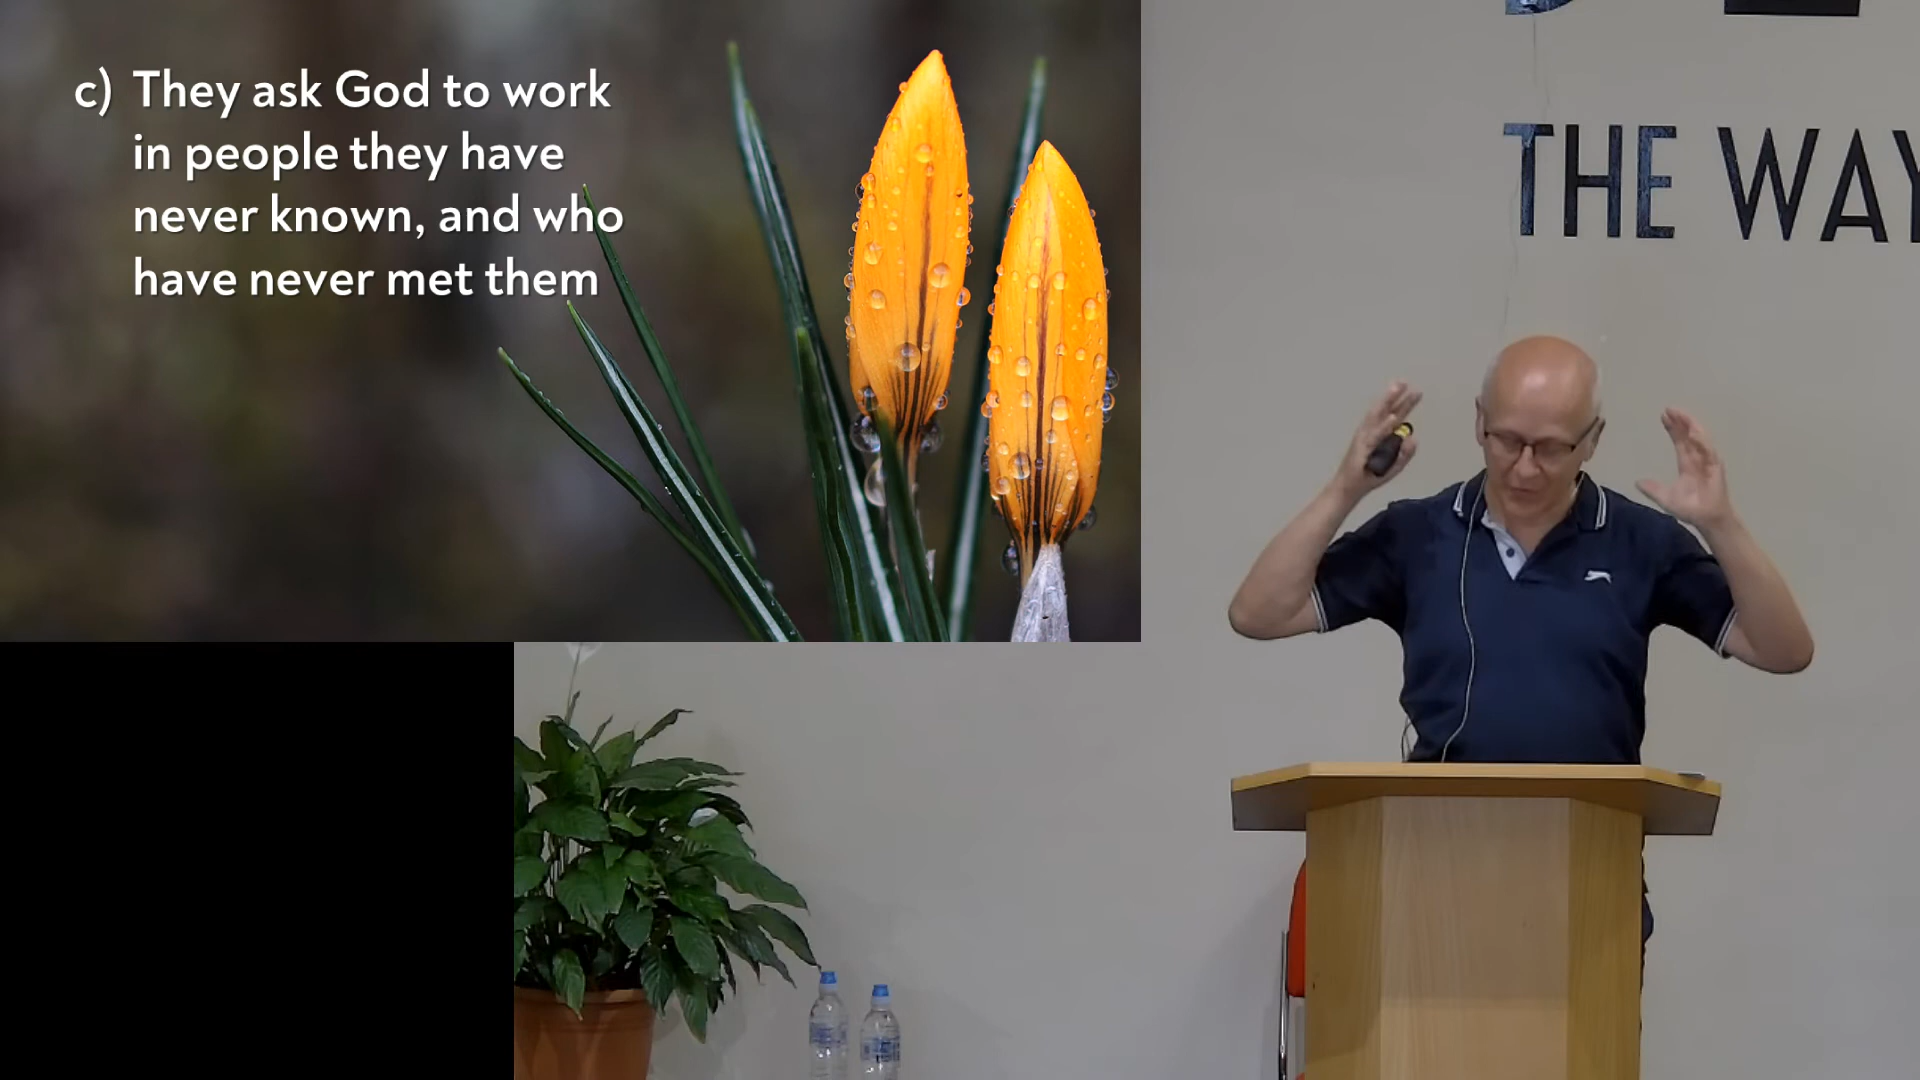 c) They ask God to work
in people they have
never known, and who
have never met them
THE WAY